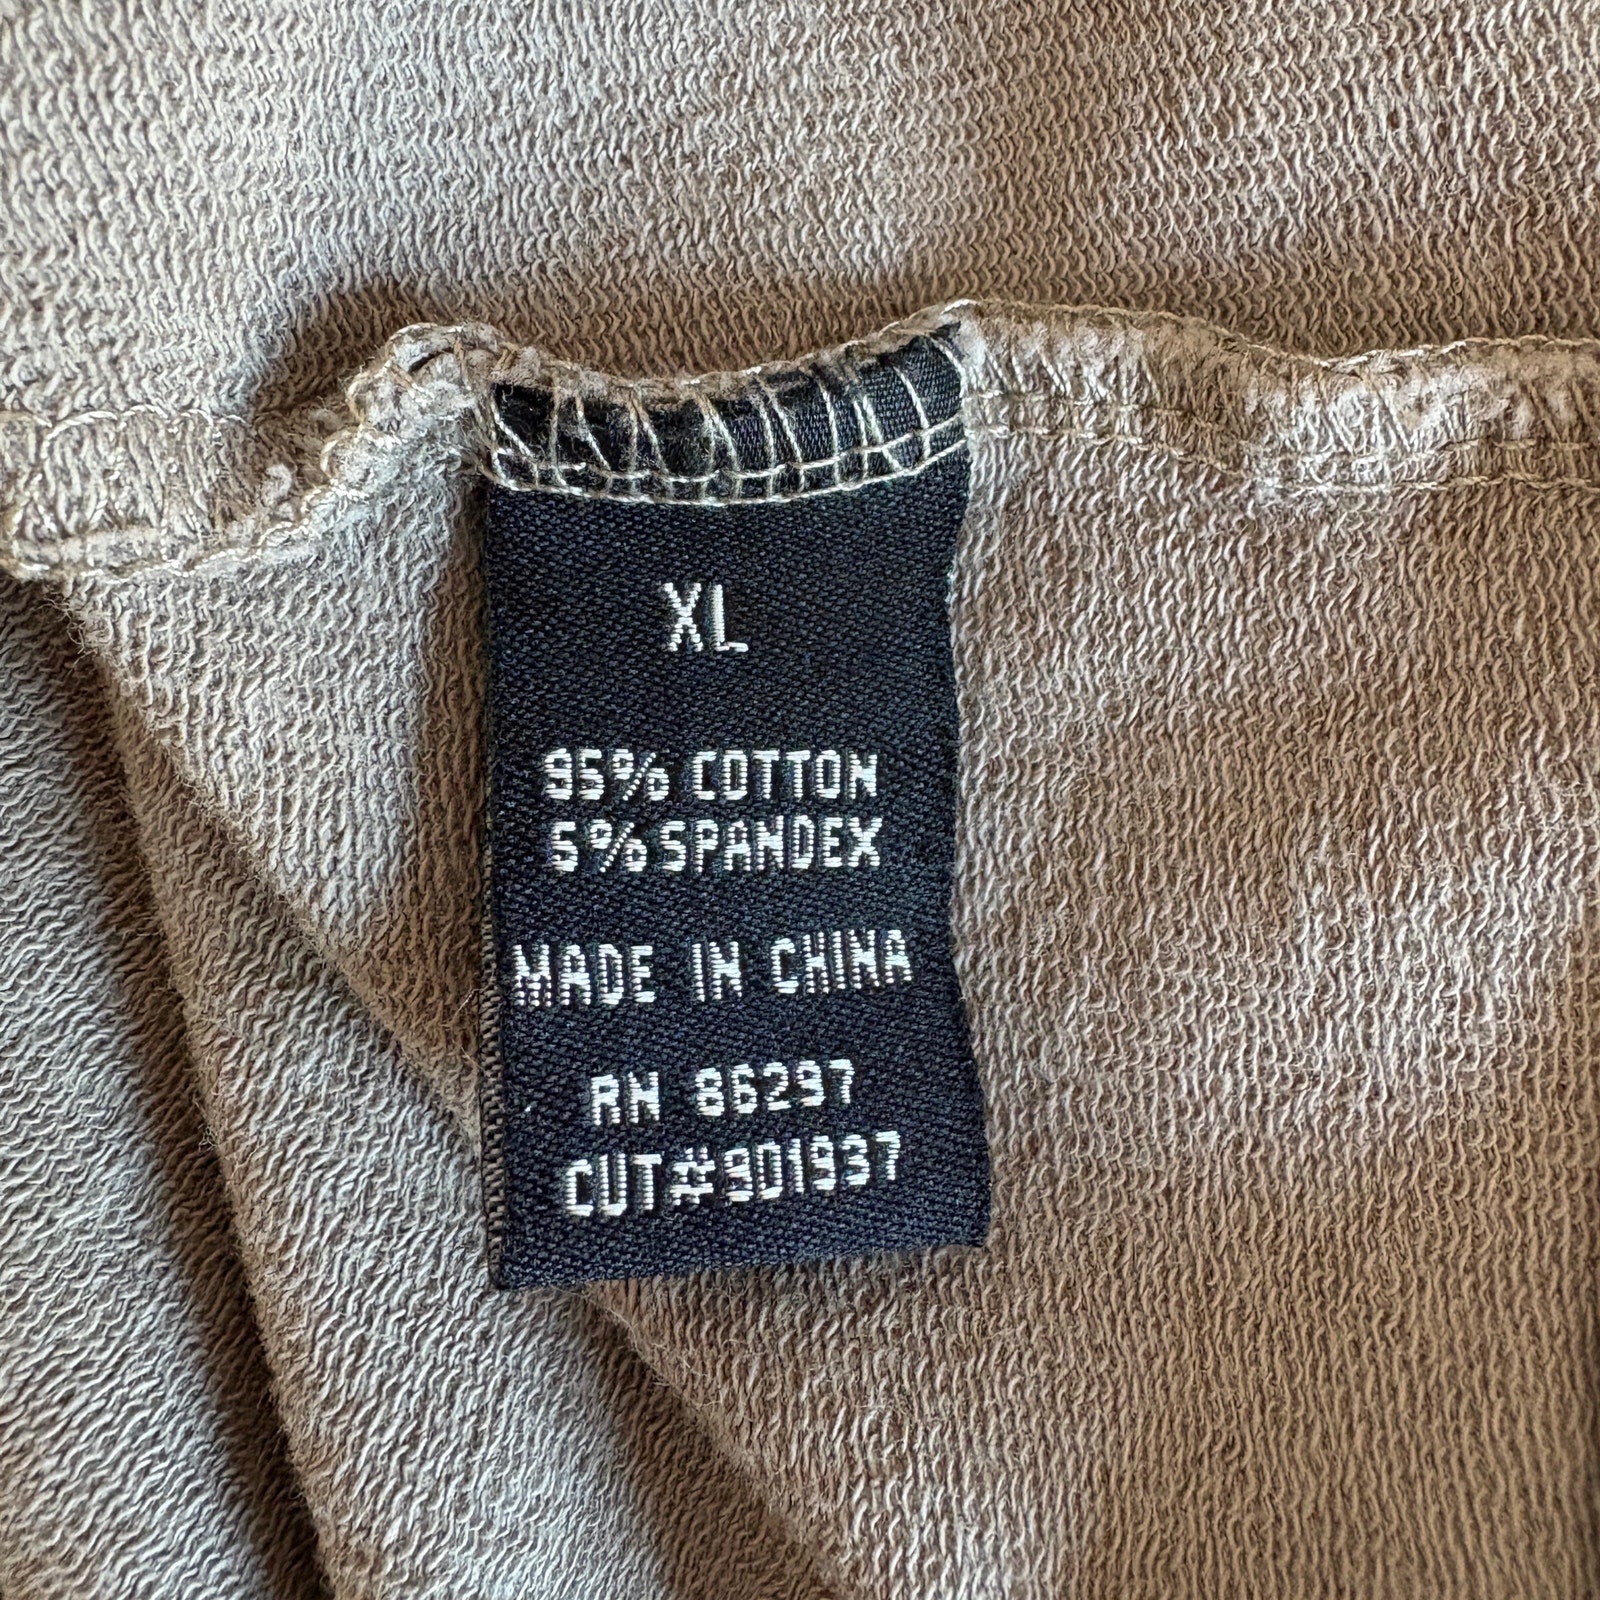 XL
95% COTTON
5% SPANDEX
MADE IN CHINA
RN 86297
CUT#901937